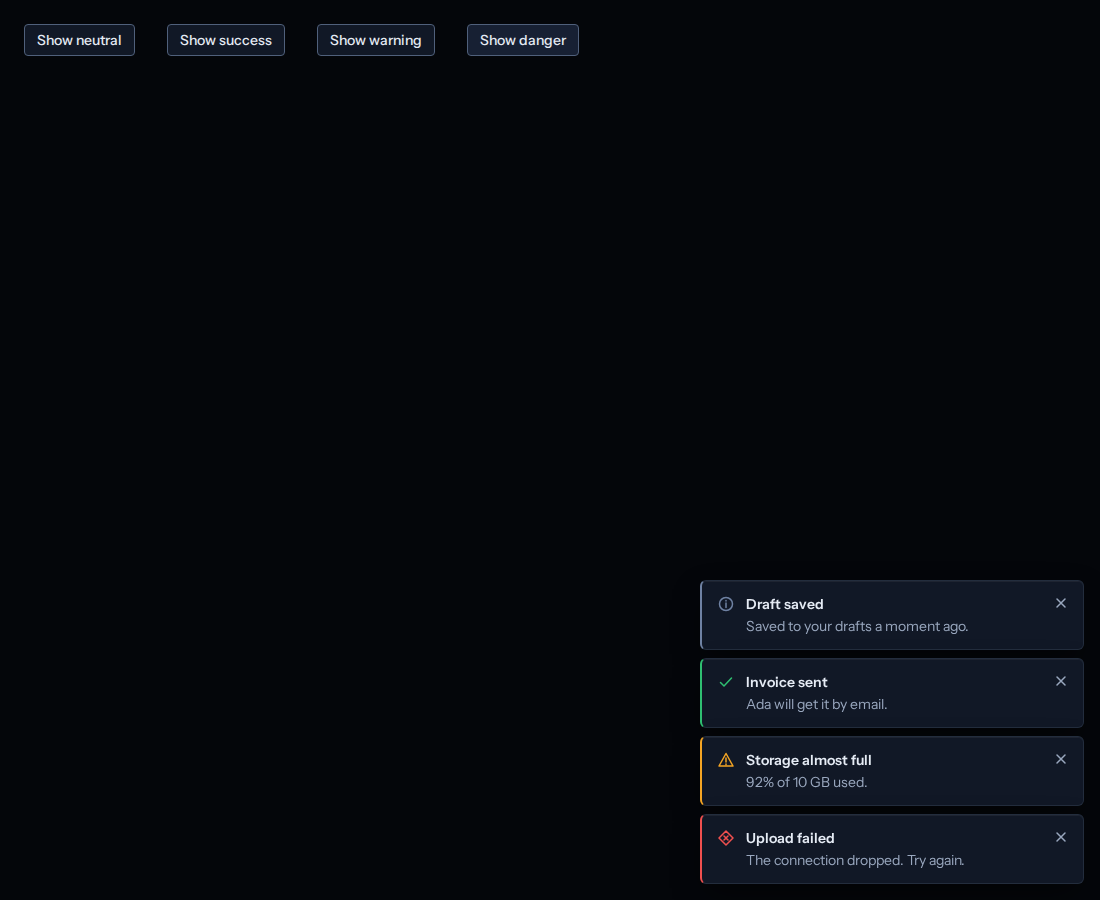 Show neutral
Show success
Show warning
Show danger
Draft saved
Saved to your drafts a moment ago.
Invoice sent
Ada will get it by email.
Storage almost full
92% of 10 GB used.
Upload failed
The connection dropped. Try again.